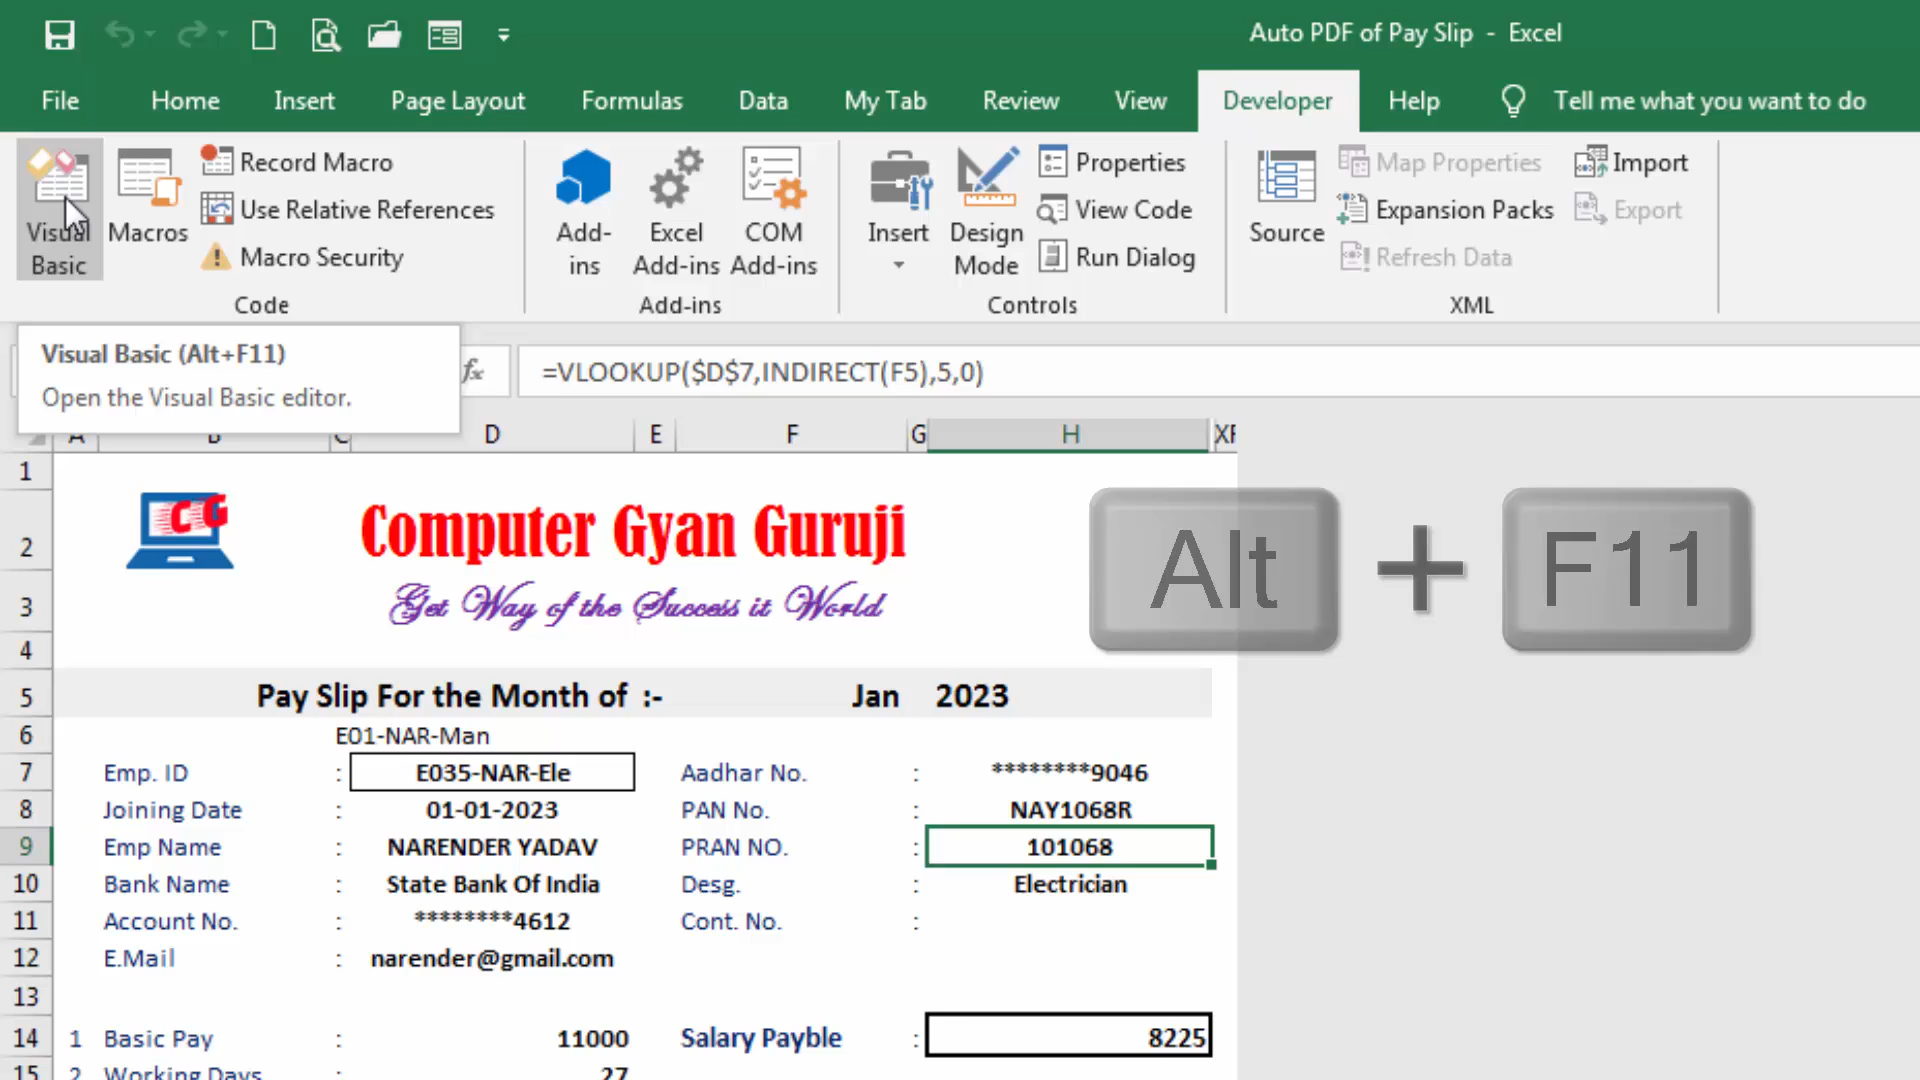 Auto PDF of Pay Slip - Excel
File Home Insert Page Layout Formulas Data My Tab Review View Developer Help Tell me what you want to do
Visual Basic
Macros
Record Macro
Use Relative References
Macro Security
Code
Add-ins
Excel Add-ins
COM Add-ins
Add-ins
Insert
Design Mode
Properties
View Code
Run Dialog
Controls
Source
Map Properties
Expansion Packs
Refresh Data
Import
Export
XML
Visual Basic (Alt+F11)
Open the Visual Basic editor.
fx =VLOOKUP($D$7,INDIRECT(F5),5,0)
A B C D E F G H XF
1
CG
2 Computer Gyan Guruji
3 Get Way of the Success it World
Alt + F11
4
5 Pay Slip For the Month of :- Jan 2023
6 E01-NAR-Man
7 Emp. ID : E035-NAR-Ele Aadhar No. : ********9046
8 Joining Date : 01-01-2023 PAN No. : NAY1068R
9 Emp Name : NARENDER YADAV PRAN NO. : 101068
10 Bank Name : State Bank Of India Desg. : Electrician
11 Account No. : ********4612 Cont. No. :
12 E.Mail : narender@gmail.com
13
14 1 Basic Pay : 11000 Salary Payble : 8225
15 2 Working Days : 27